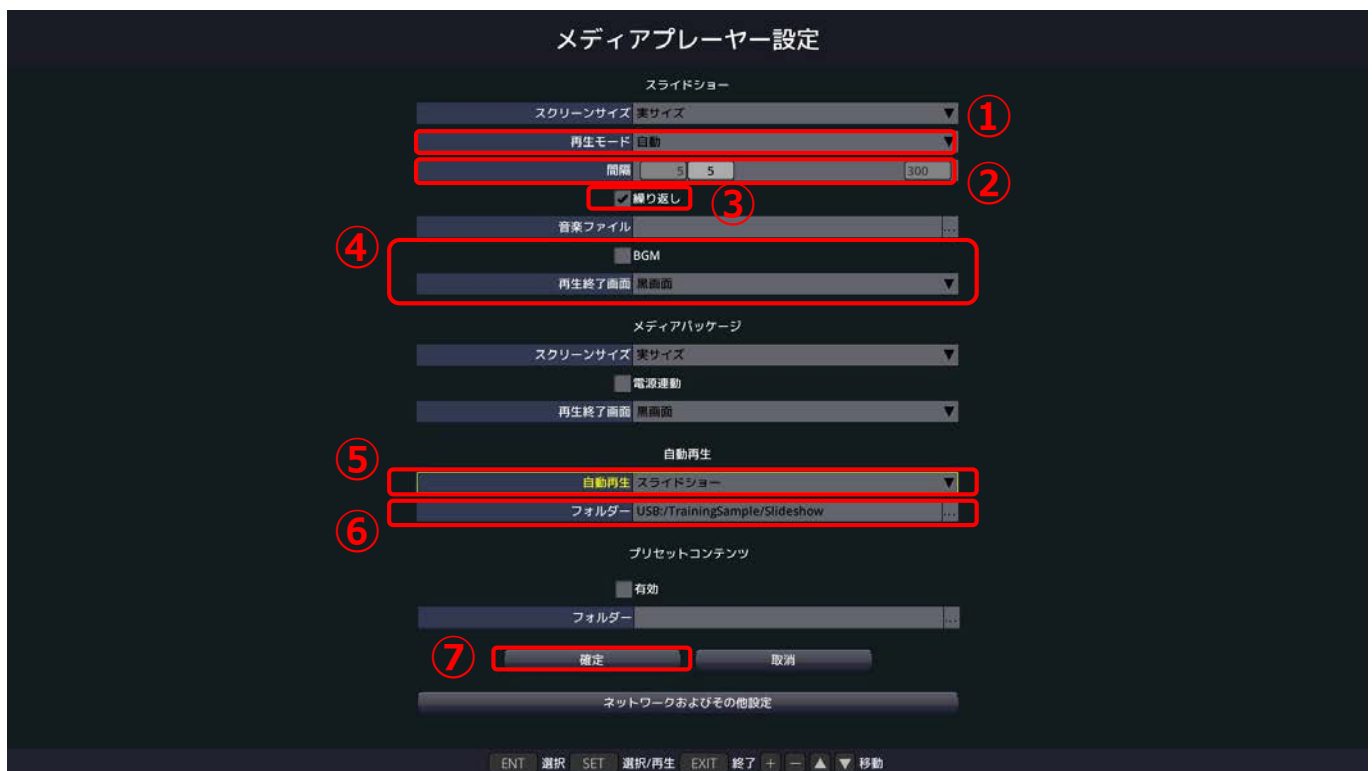 メディアプレーヤー設定
スライドショー
スクリーンサイズ 実サイズ ▼ ①
再生モード 自動 ▼
間隔 5 5 300 ②
✔ 繰り返し ③
音楽ファイル ...
④ BGM
再生終了画面 黒画面 ▼
メディアパッケージ
スクリーンサイズ 実サイズ ▼
電源連動
再生終了画面 黒画面 ▼
自動再生
⑤ 自動再生 スライドショー ▼
⑥ フォルダー USB:/TrainingSample/Slideshow ...
プリセットコンテンツ
有効
フォルダー ...
⑦ 確定 取消
ネットワークおよびその他設定
ENT 選択 SET 選択/再生 EXIT 終了 + − ▲ ▼ 移動